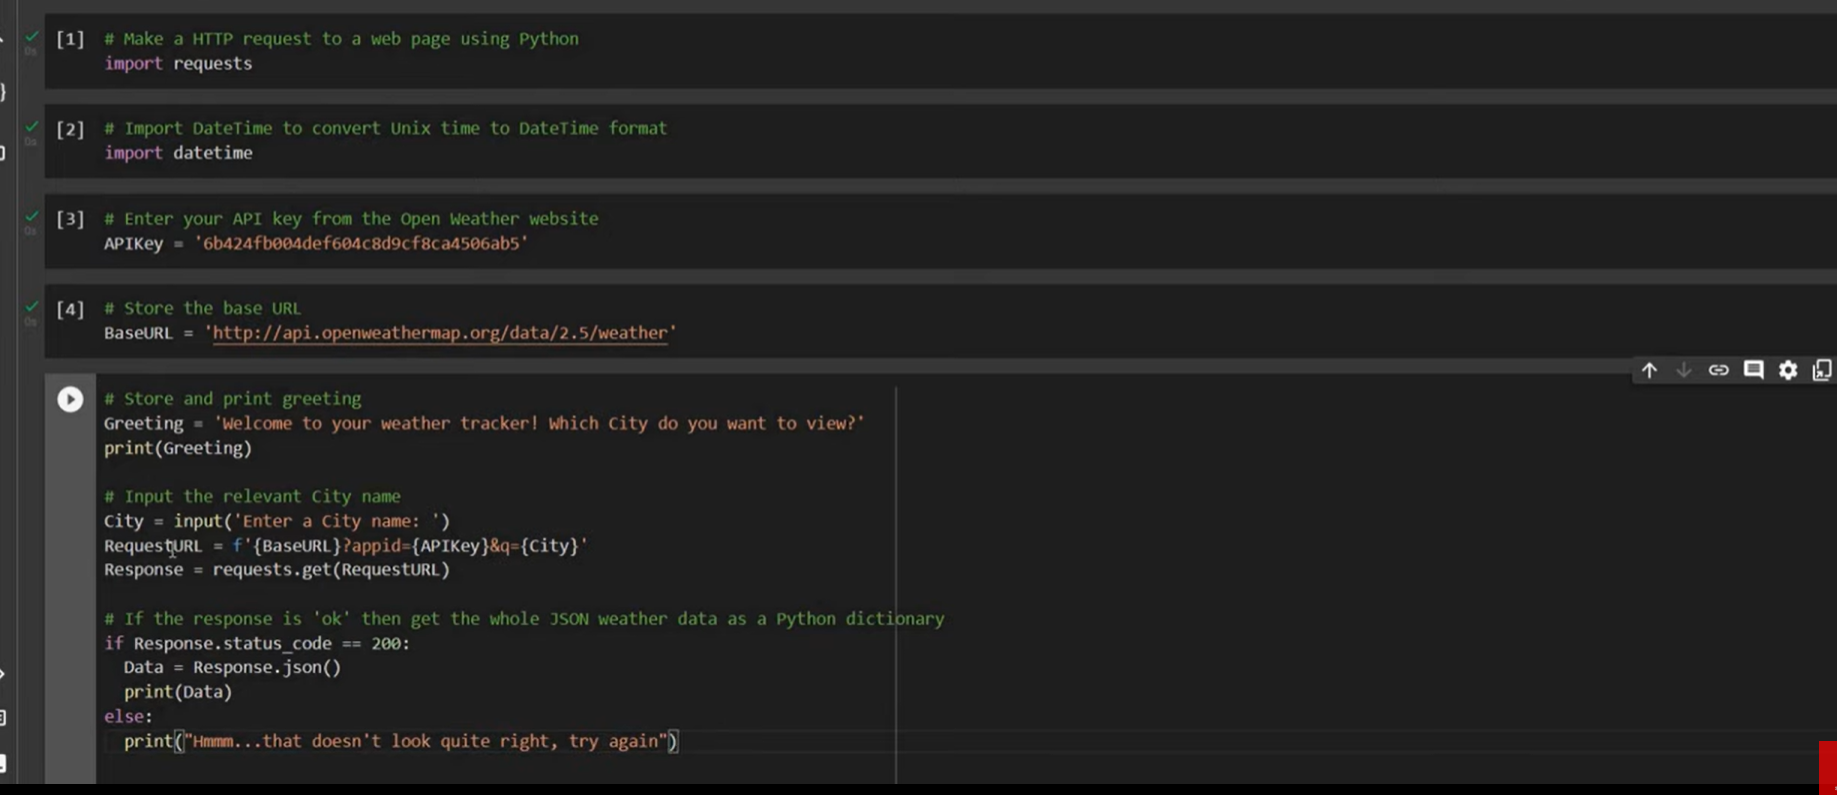 [1] # Make a HTTP request to a web page using Python
import requests
[2] # Import DateTime to convert Unix time to DateTime format
import datetime
[3] # Enter your API key from the Open Weather website
APIKey = '6b424fb004def604c8d9cf8ca4506ab5'
[4] # Store the base URL
BaseURL = 'http://api.openweathermap.org/data/2.5/weather'
# Store and print greeting
Greeting = 'Welcome to your weather tracker! Which City do you want to view?'
print(Greeting)
# Input the relevant City name
City = input('Enter a City name: ')
RequestURL = f'{BaseURL}?appid={APIKey}&q={City}'
Response = requests.get(RequestURL)
# If the response is 'ok' then get the whole JSON weather data as a Python dictionary
if Response.status_code == 200:
  Data = Response.json()
  print(Data)
else:
  print("Hmmm...that doesn't look quite right, try again")